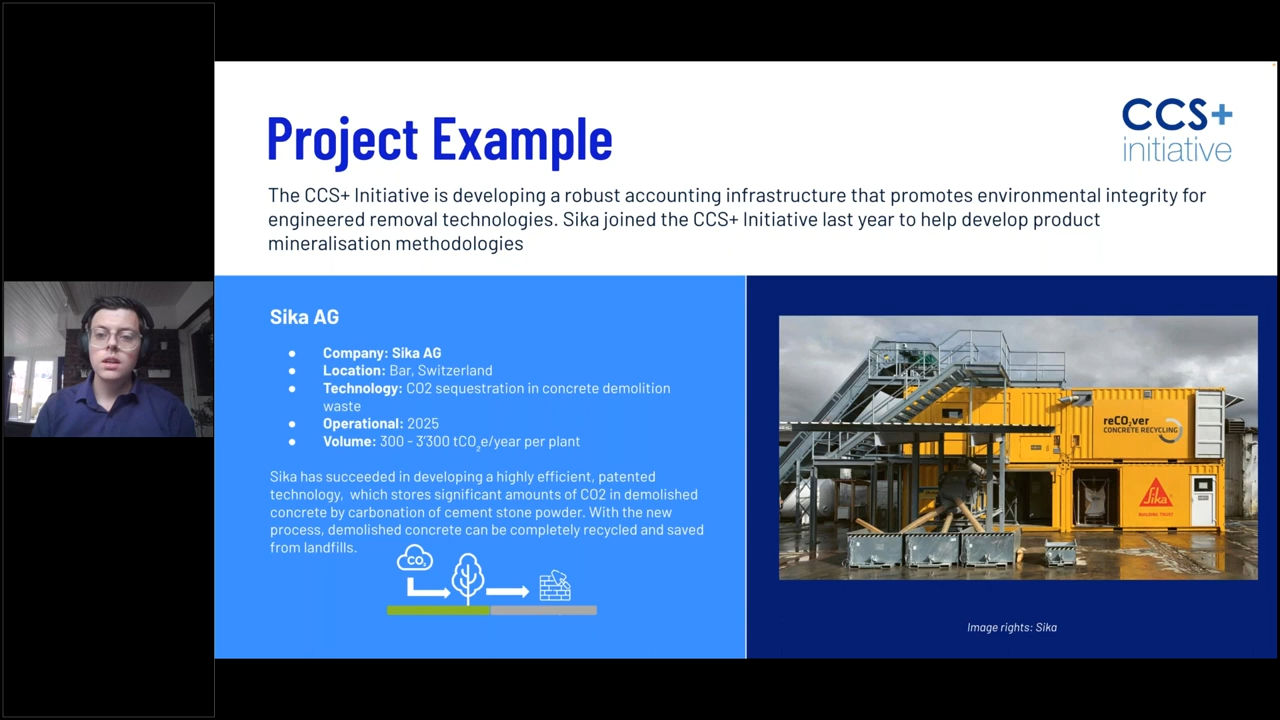 Project Example
CCS+
initiative
The CCS+ Initiative is developing a robust accounting infrastructure that promotes environmental integrity for
engineered removal technologies. Sika joined the CCS+ Initiative last year to help develop product
mineralisation methodologies
Sika AG
● Company: Sika AG
● Location: Bar, Switzerland
● Technology: CO2 sequestration in concrete demolition
waste
● Operational: 2025
● Volume: 300 - 3'300 tCO₂e/year per plant
Sika has succeeded in developing a highly efficient, patented
technology, which stores significant amounts of CO2 in demolished
concrete by carbonation of cement stone powder. With the new
process, demolished concrete can be completely recycled and saved
from landfills.
CO₂
reCO₂ver
CONCRETE RECYCLING
Sika
BUILDING TRUST
Image rights: Sika